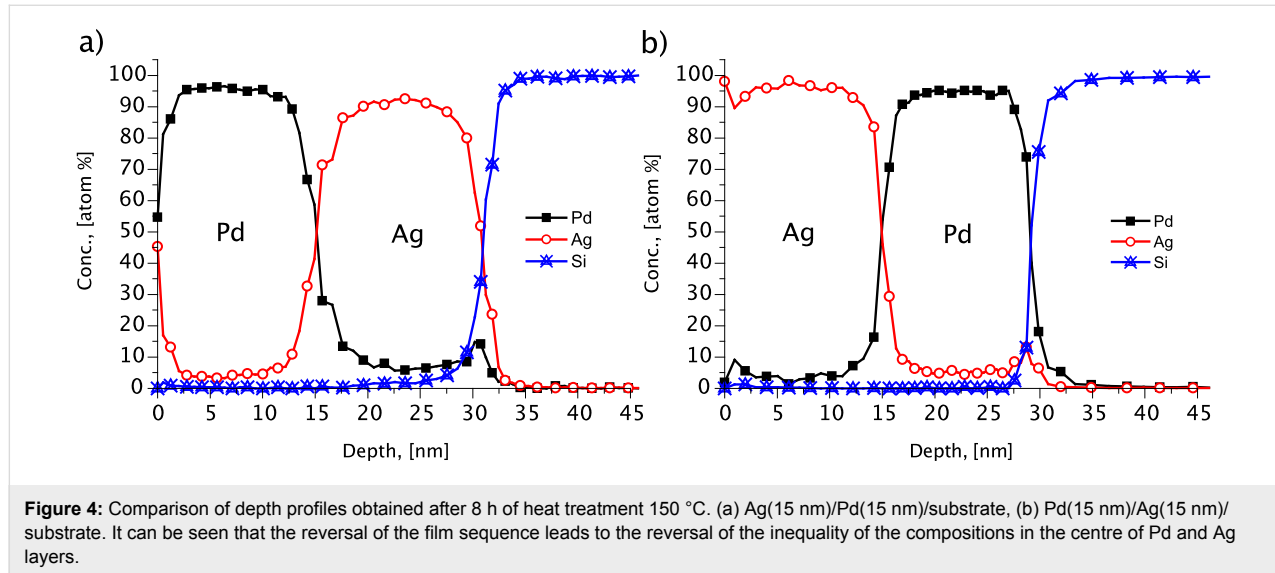 a)
100
90
80
70
60
50
40
30
20
10
0
Conc., [atom %]
Pd
Ag
Pd
Ag
Si
0 5 10 15 20 25 30 35 40 45
Depth, [nm]
b)
100
90
80
70
60
50
40
30
20
10
0
Conc., [atom %]
Ag
Pd
Pd
Ag
Si
0 5 10 15 20 25 30 35 40 45
Depth, [nm]
Figure 4: Comparison of depth profiles obtained after 8 h of heat treatment 150 °C. (a) Ag(15 nm)/Pd(15 nm)/substrate, (b) Pd(15 nm)/Ag(15 nm)/
substrate. It can be seen that the reversal of the film sequence leads to the reversal of the inequality of the compositions in the centre of Pd and Ag
layers.